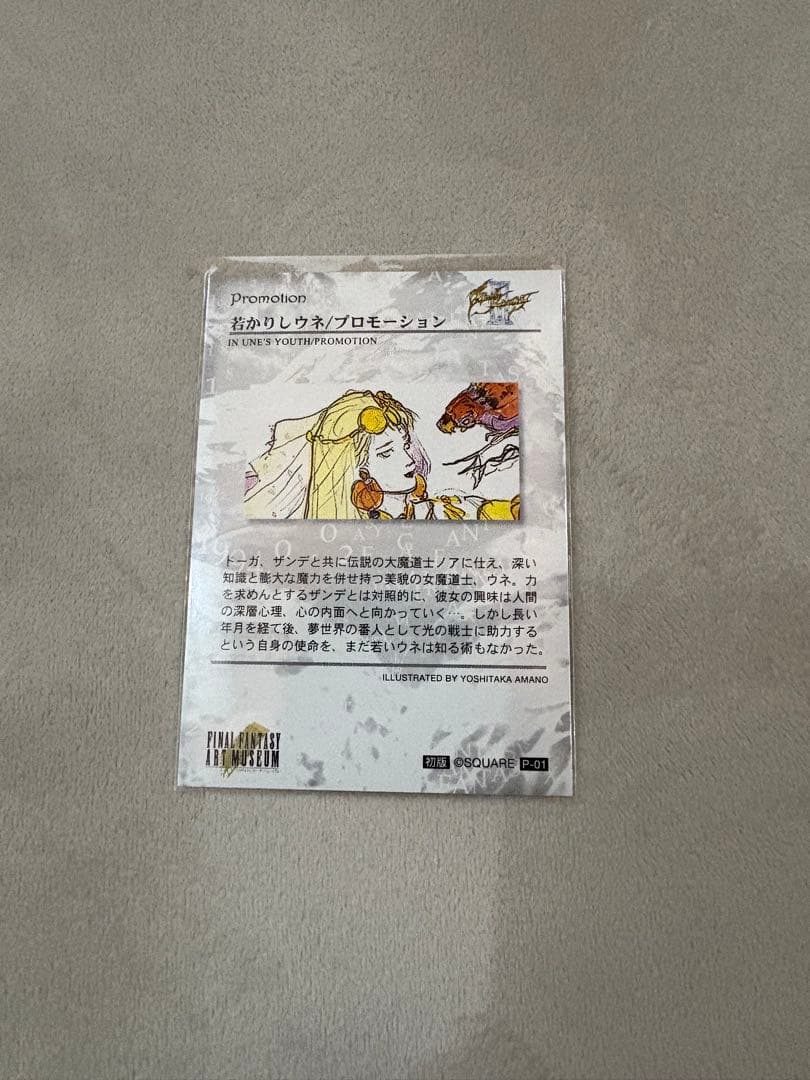 Promotion
若かりしウネ/プロモーション
IN UNE'S YOUTH/PROMOTION
ドーガ、ザンデと共に伝説の大魔道士ノアに仕え、深い
知識と膨大な魔力を併せ持つ美貌の女魔道士、ウネ。力
を求めんとするザンデとは対照的に、彼女の興味は人間
の深層心理、心の内面へと向かっていく…。しかし長い
年月を経て後、夢世界の番人として光の戦士に助力する
という自身の使命を、まだ若いウネは知る術もなかった。
ILLUSTRATED BY YOSHITAKA AMANO
FINAL FANTASY
ART MUSEUM
初版 ©SQUARE P-01